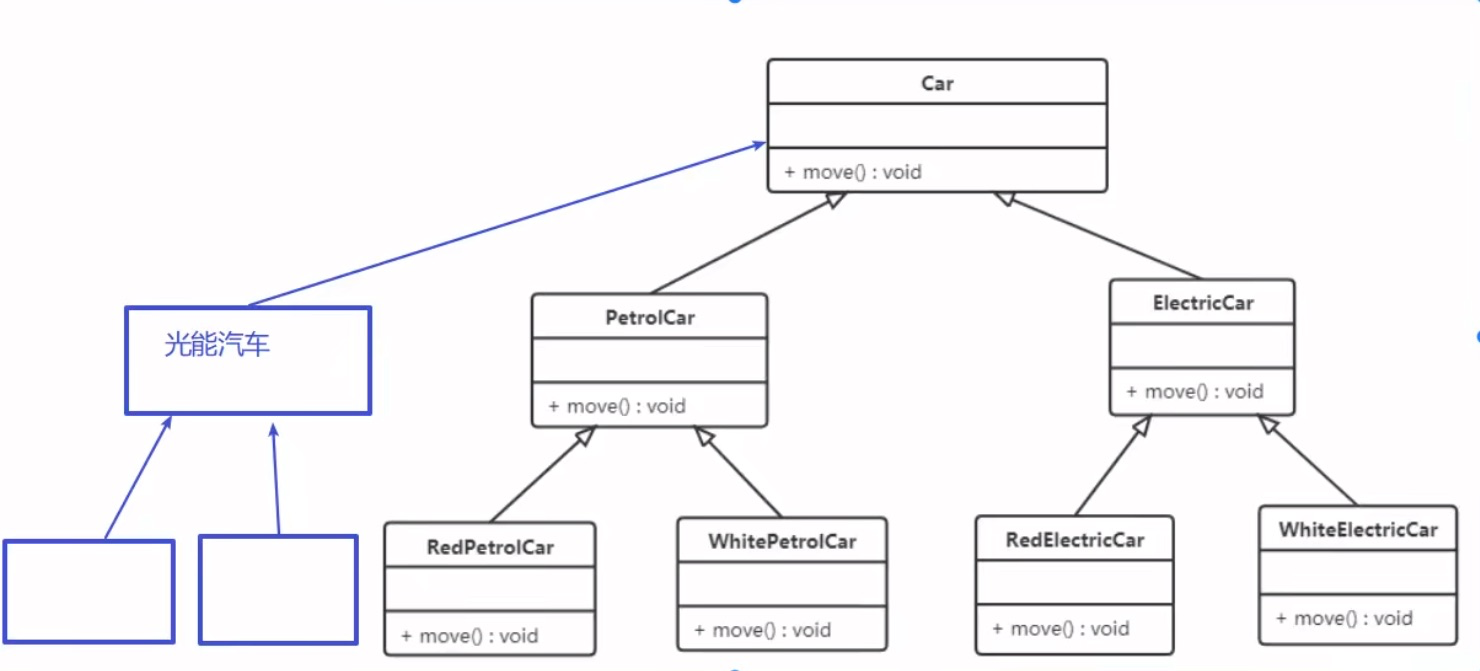 Car
+ move() : void
光能汽车
PetrolCar
+ move() : void
ElectricCar
+ move() : void
RedPetrolCar
+ move() : void
WhitePetrolCar
+ move() : void
RedElectricCar
+ move() : void
WhiteElectricCar
+ move() : void